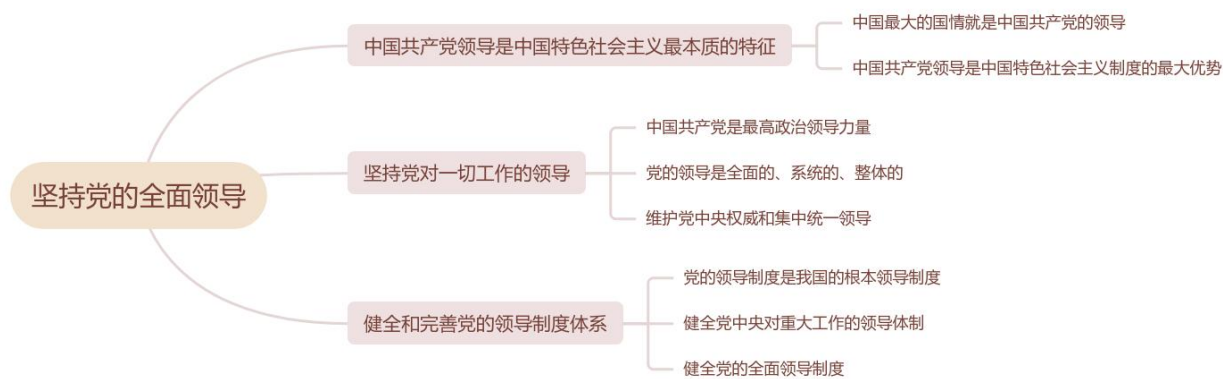 坚持党的全面领导
中国共产党领导是中国特色社会主义最本质的特征
中国最大的国情就是中国共产党的领导
中国共产党领导是中国特色社会主义制度的最大优势
坚持党对一切工作的领导
中国共产党是最高政治领导力量
党的领导是全面的、系统的、整体的
维护党中央权威和集中统一领导
健全和完善党的领导制度体系
党的领导制度是我国的根本领导制度
健全党中央对重大工作的领导体制
健全党的全面领导制度